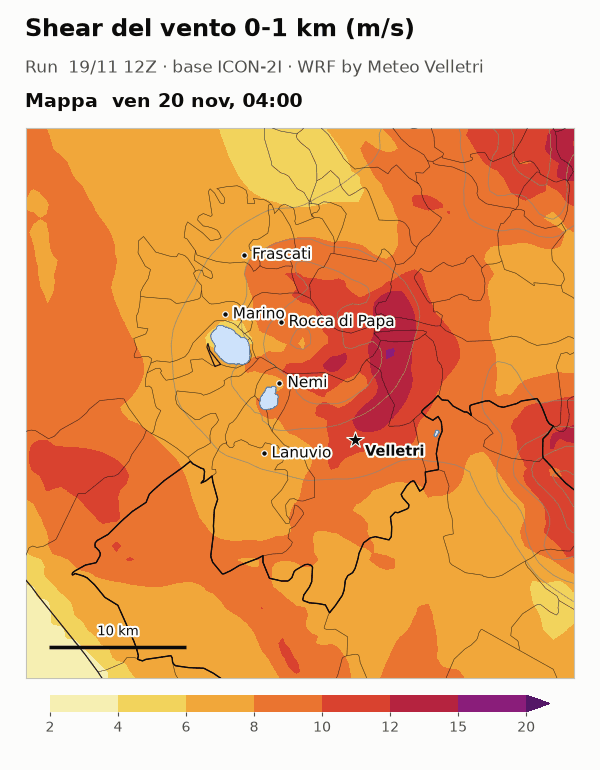 Shear del vento 0-1 km (m/s)
Run  19/11 12Z · base ICON-2I · WRF by Meteo Velletri
Mappa  ven 20 nov, 04:00
Frascati
Marino
Rocca di Papa
Nemi
Velletri
Lanuvio
10 km
2 4 6 8 10 12 15 20